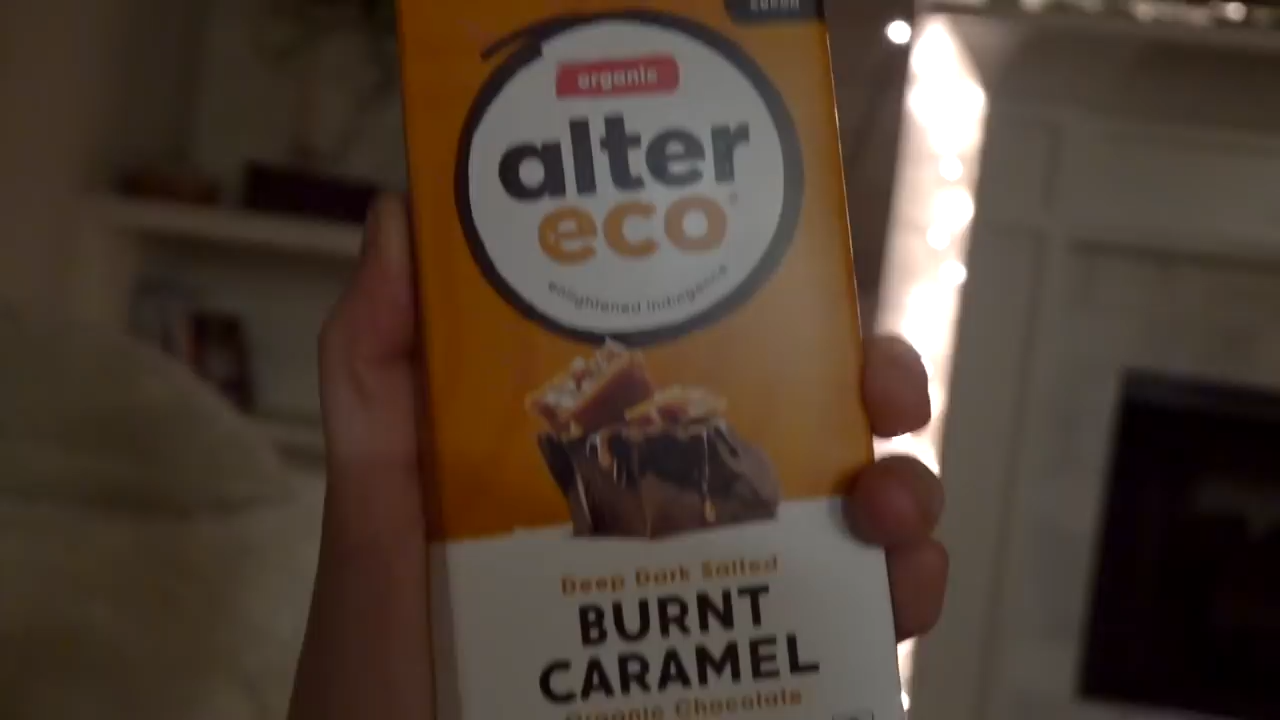 organic
alter
eco
enlightened indulgence
Deep Dark Salted
BURNT
CARAMEL
Organic Chocolate